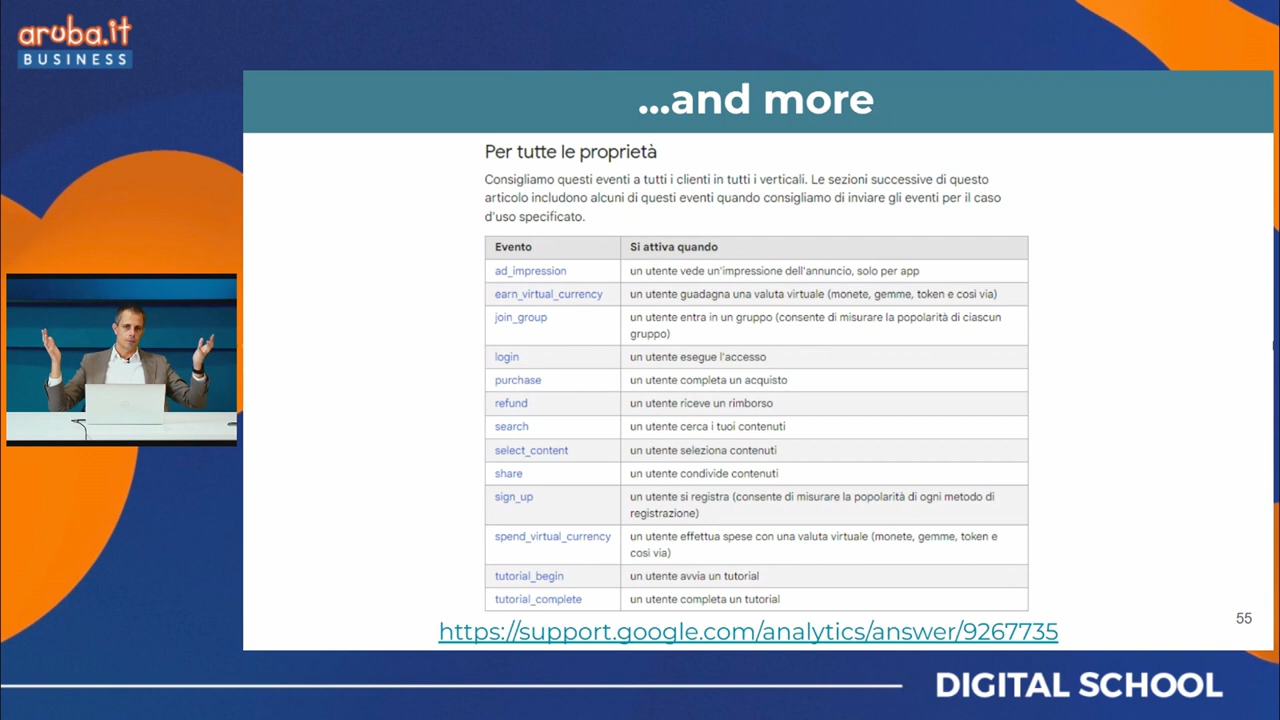 aruba.it
BUSINESS
...and more
Per tutte le proprietà
Consigliamo questi eventi a tutti i clienti in tutti i verticali. Le sezioni successive di questo
articolo includono alcuni di questi eventi quando consigliamo di inviare gli eventi per il caso
d'uso specificato.
Evento Si attiva quando
ad_impression un utente vede un'impressione dell'annuncio, solo per app
earn_virtual_currency un utente guadagna una valuta virtuale (monete, gemme, token e così via)
join_group un utente entra in un gruppo (consente di misurare la popolarità di ciascun
gruppo)
login un utente esegue l'accesso
purchase un utente completa un acquisto
refund un utente riceve un rimborso
search un utente cerca i tuoi contenuti
select_content un utente seleziona contenuti
share un utente condivide contenuti
sign_up un utente si registra (consente di misurare la popolarità di ogni metodo di
registrazione)
spend_virtual_currency un utente effettua spese con una valuta virtuale (monete, gemme, token e
così via)
tutorial_begin un utente avvia un tutorial
tutorial_complete un utente completa un tutorial
https://support.google.com/analytics/answer/9267735
55
DIGITAL SCHOOL